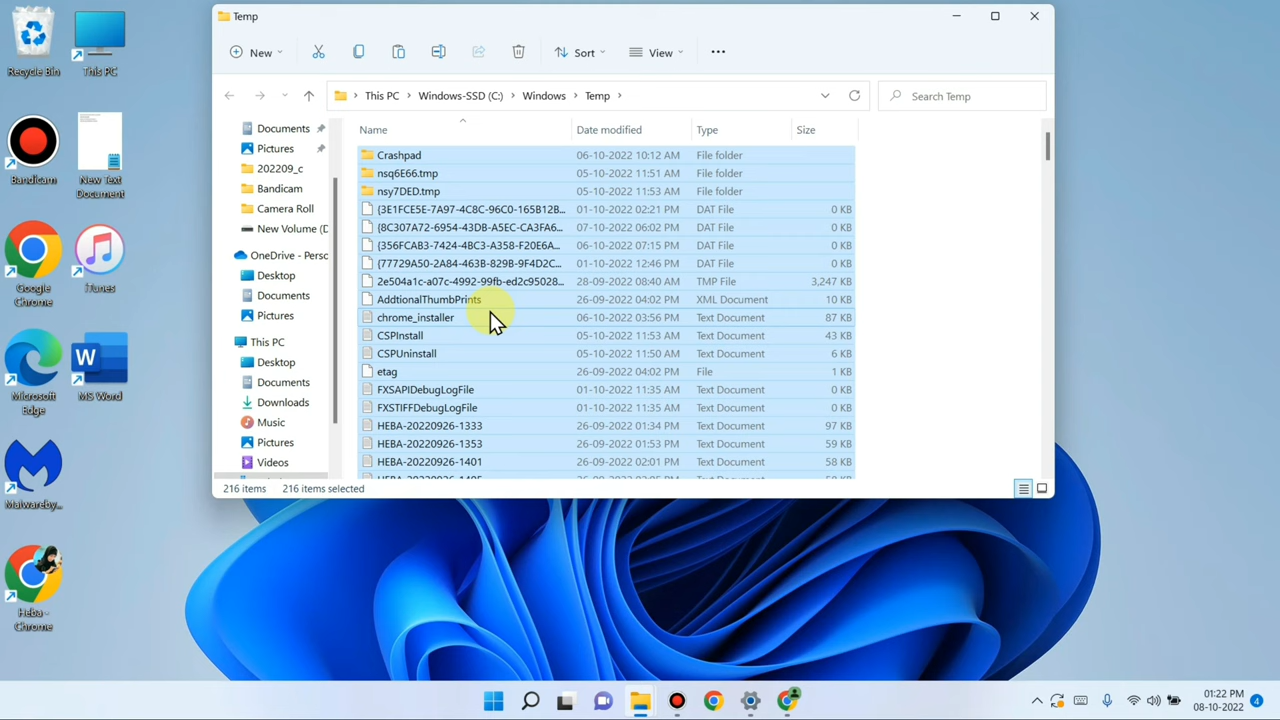 Temp
New
Sort
View
This PC > Windows-SSD (C:) > Windows > Temp >
Search Temp
Name
Date modified
Type
Size
Documents
Pictures
202209_c
Bandicam
Camera Roll
New Volume (D
OneDrive - Perso
Desktop
Documents
Pictures
This PC
Desktop
Documents
Downloads
Music
Pictures
Videos
Crashpad 06-10-2022 10:12 AM File folder
nsq6E66.tmp 05-10-2022 11:51 AM File folder
nsy7DED.tmp 05-10-2022 11:53 AM File folder
{3E1FCE5E-7A97-4C8C-96C0-165B12B... 01-10-2022 02:21 PM DAT File 0 KB
{8C307A72-6954-43DB-A5EC-CA3FA6... 07-10-2022 06:02 PM DAT File 0 KB
{356FCAB3-7424-4BC3-A358-F20E6A... 06-10-2022 07:15 PM DAT File 0 KB
{77729A50-2A84-463B-829B-9F4D2C... 01-10-2022 12:46 PM DAT File 0 KB
2e504a1c-a07c-4992-99fb-ed2c95028... 28-09-2022 08:40 AM TMP File 3,247 KB
AddtionalThumbPrints 26-09-2022 04:02 PM XML Document 10 KB
chrome_installer 06-10-2022 03:56 PM Text Document 87 KB
CSPInstall 05-10-2022 11:53 AM Text Document 43 KB
CSPUninstall 05-10-2022 11:50 AM Text Document 6 KB
etag 26-09-2022 04:02 PM File 1 KB
FXSAPIDebugLogFile 01-10-2022 11:35 AM Text Document 0 KB
FXSTIFFDebugLogFile 01-10-2022 11:35 AM Text Document 0 KB
HEBA-20220926-1333 26-09-2022 01:34 PM Text Document 97 KB
HEBA-20220926-1353 26-09-2022 01:53 PM Text Document 59 KB
HEBA-20220926-1401 26-09-2022 02:01 PM Text Document 58 KB
216 items 216 items selected
Recycle Bin
This PC
Bandicam
New Text
Document
Google
Chrome
iTunes
Microsoft
Edge
MS Word
Malwareby...
Heba -
Chrome
01:22 PM
08-10-2022
4